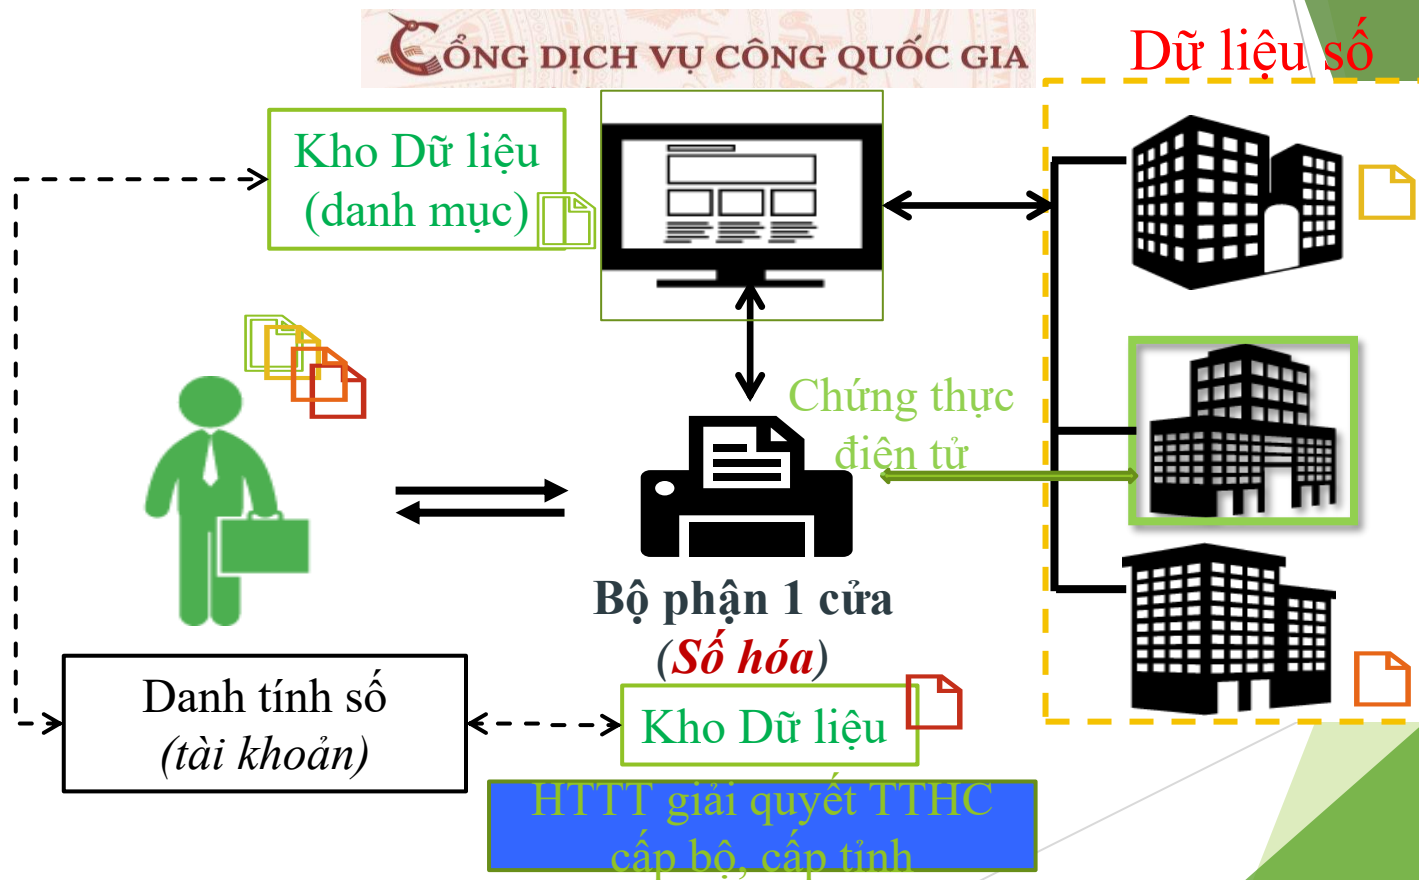 CỔNG DỊCH VỤ CÔNG QUỐC GIA
Dữ liệu số
Kho Dữ liệu
(danh mục)
Chứng thực
điện tử
Bộ phận 1 cửa
(Số hóa)
Danh tính số
(tài khoản)
Kho Dữ liệu
HTTT giải quyết TTHC
cấp bộ, cấp tỉnh